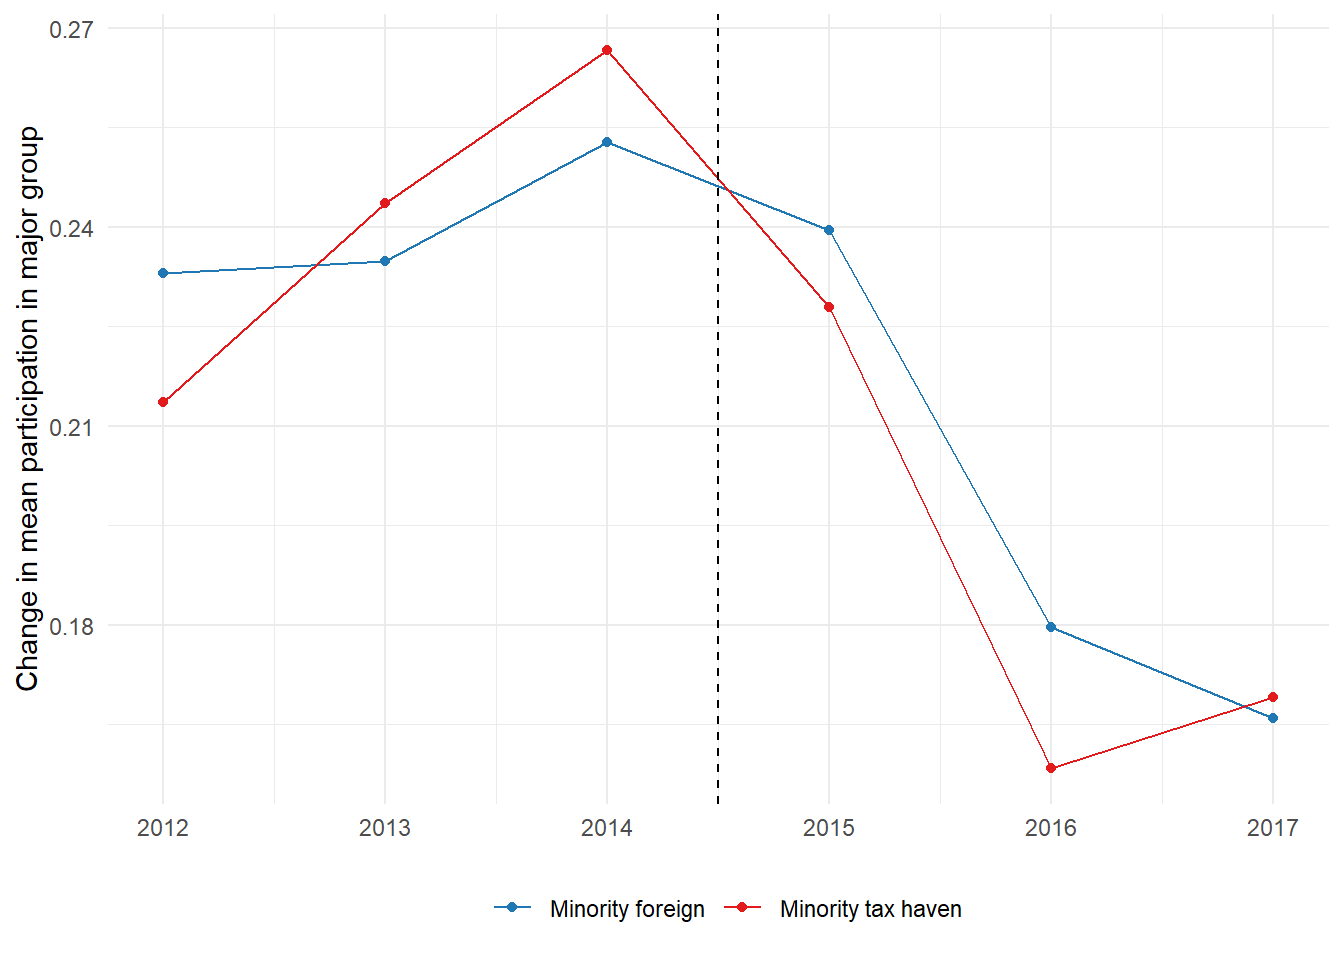 Change in mean participation in major group
0.27
0.24
0.21
0.18
2012 2013 2014 2015 2016 2017
Minority foreign Minority tax haven